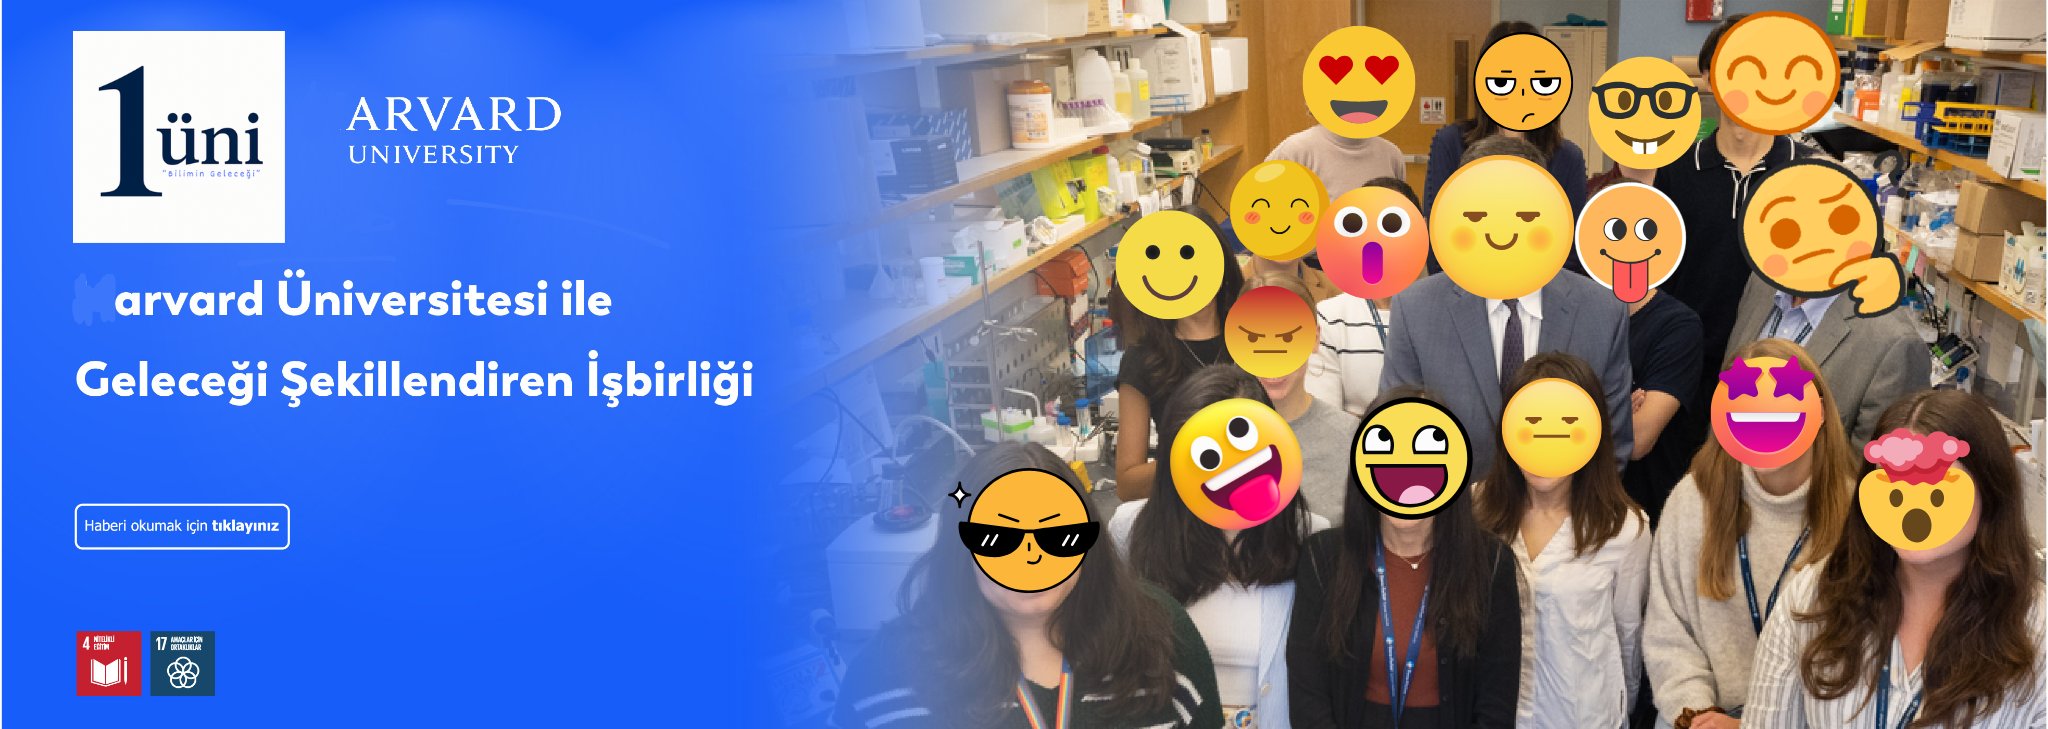 1üni
"Bilimin Geleceği"
ARVARD
UNIVERSITY
arvard Üniversitesi ile
Geleceği Şekillendiren İşbirliği
Haberi okumak için tıklayınız
4 NİTELİKLİ
EĞİTİM
17 AMAÇLAR İÇİN
ORTAKLIKLAR